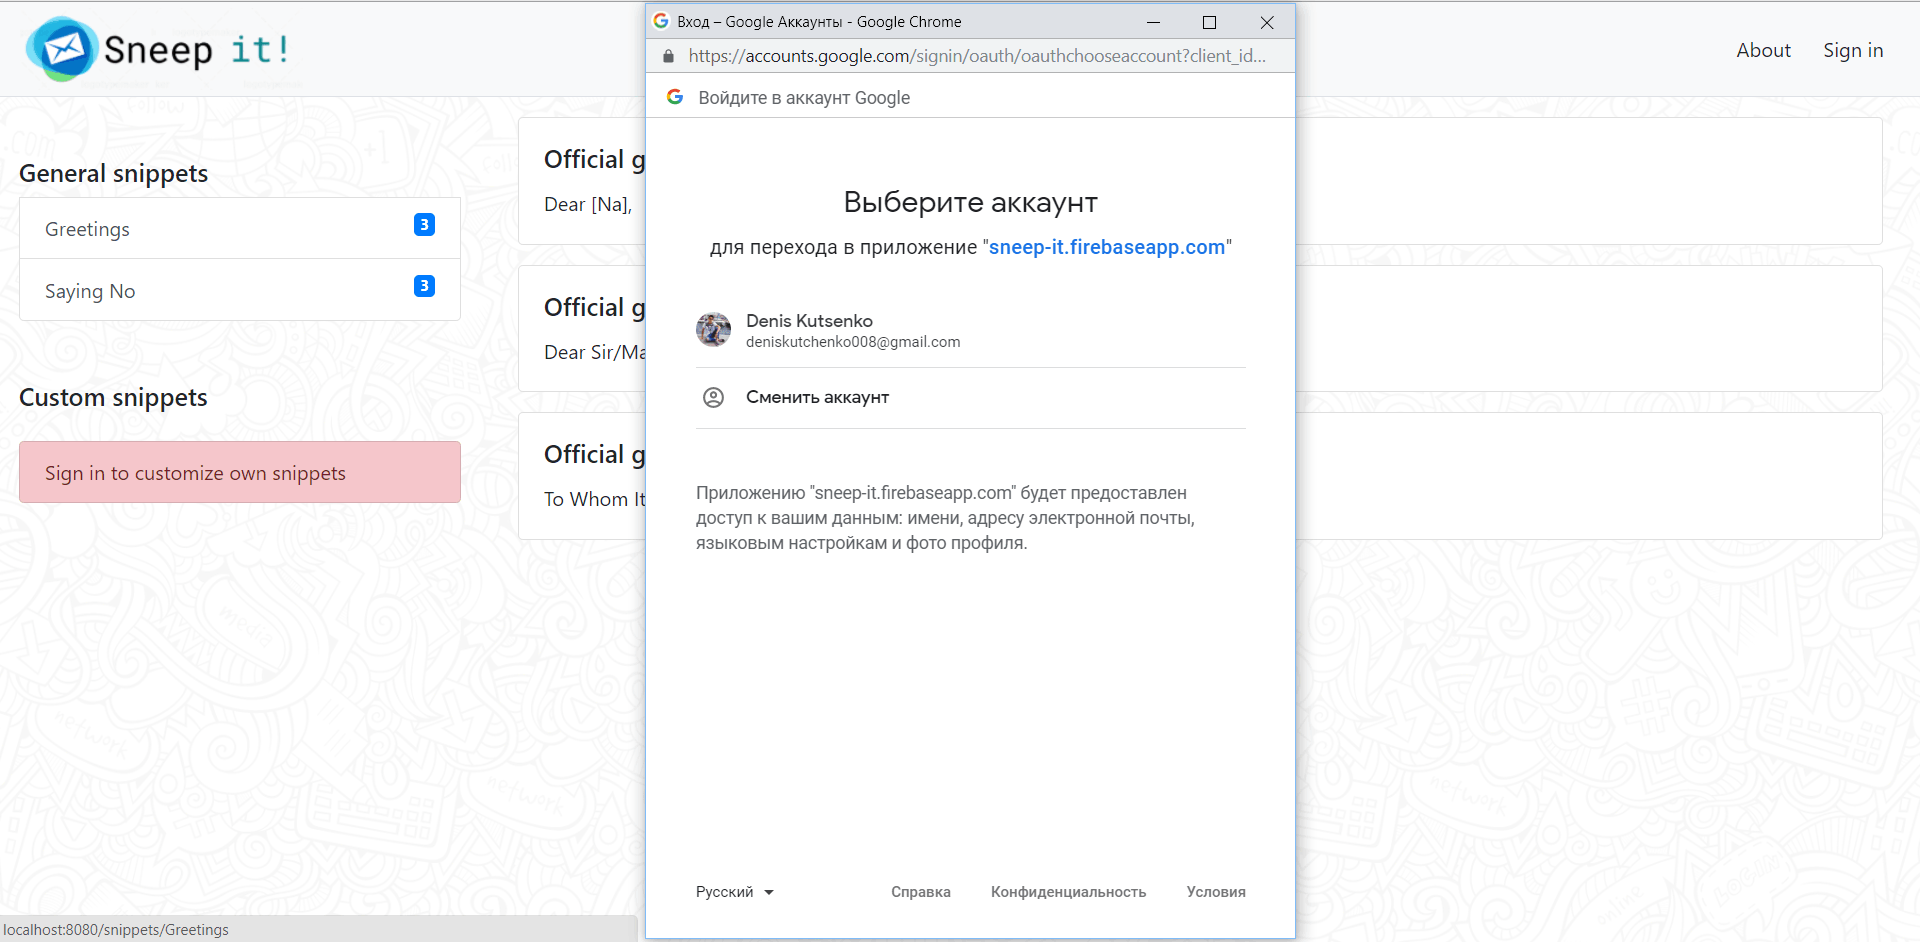 Sneep it!
About
Sign in
General snippets
Greetings
3
Saying No
3
Custom snippets
Sign in to customize own snippets
Official g
Dear [Na],
Official g
Dear Sir/Ma
Official g
To Whom It
Вход – Google Аккаунты - Google Chrome
https://accounts.google.com/signin/oauth/oauthchooseaccount?client_id...
Войдите в аккаунт Google
Выберите аккаунт
для перехода в приложение "sneep-it.firebaseapp.com"
Denis Kutsenko
deniskutchenko008@gmail.com
Сменить аккаунт
Приложению "sneep-it.firebaseapp.com" будет предоставлен
доступ к вашим данным: имени, адресу электронной почты,
языковым настройкам и фото профиля.
Русский
Справка
Конфиденциальность
Условия
localhost:8080/snippets/Greetings